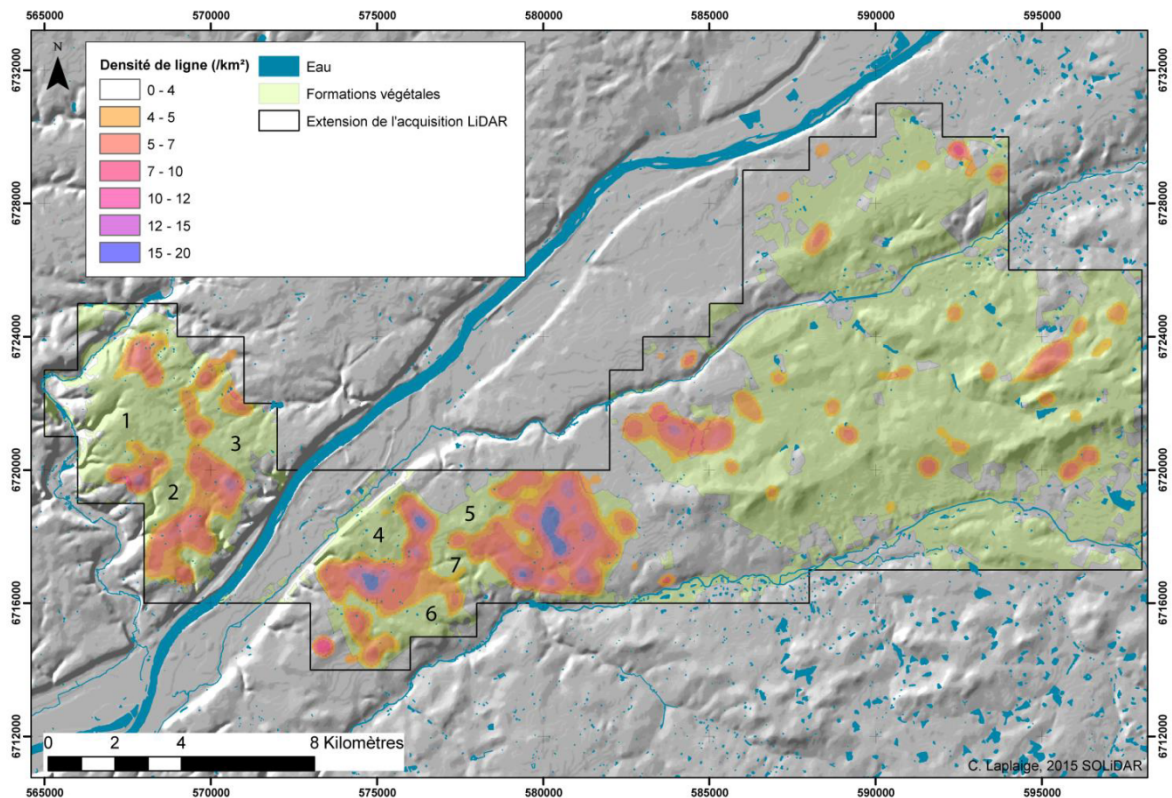 565000 570000 575000 580000 585000 590000 595000
N
Densité de ligne (/km²)
0 - 4
4 - 5
5 - 7
7 - 10
10 - 12
12 - 15
15 - 20
Eau
Formations végétales
Extension de l'acquisition LiDAR
6732000 6732000
6728000 6728000
6724000 6724000
6720000 6720000
6716000 6716000
6712000 6712000
1
3
2
5
4
7
6
0 2 4 8 Kilomètres
C. Laplaige, 2015 SOLiDAR
565000 570000 575000 580000 585000 590000 595000